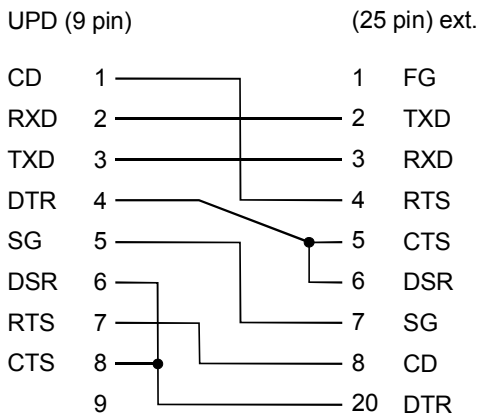 UPD (9 pin) (25 pin) ext.
CD 1 1 FG
RXD 2 2 TXD
TXD 3 3 RXD
DTR 4 4 RTS
SG 5 5 CTS
DSR 6 6 DSR
RTS 7 7 SG
CTS 8 8 CD
9 20 DTR